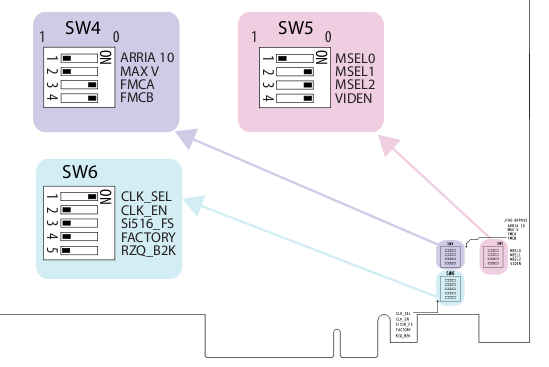 SW4
1 0
ON
1 ARRIA 10
2 MAX V
3 FMCA
4 FMCB
SW5
1 0
ON
1 MSEL0
2 MSEL1
3 MSEL2
4 VIDEN
SW6
ON
1 CLK_SEL
2 CLK_EN
3 Si516_FS
4 FACTORY
5 RZQ_B2K
JTAG BYPASS
ARRIA 10
MAX V
FMCA
FMCB
SW4
SW5
MSEL0
MSEL1
MSEL2
VIDEN
SW6
CLK_SEL
CLK_EN
Si516_FS
FACTORY
RZQ_B2K